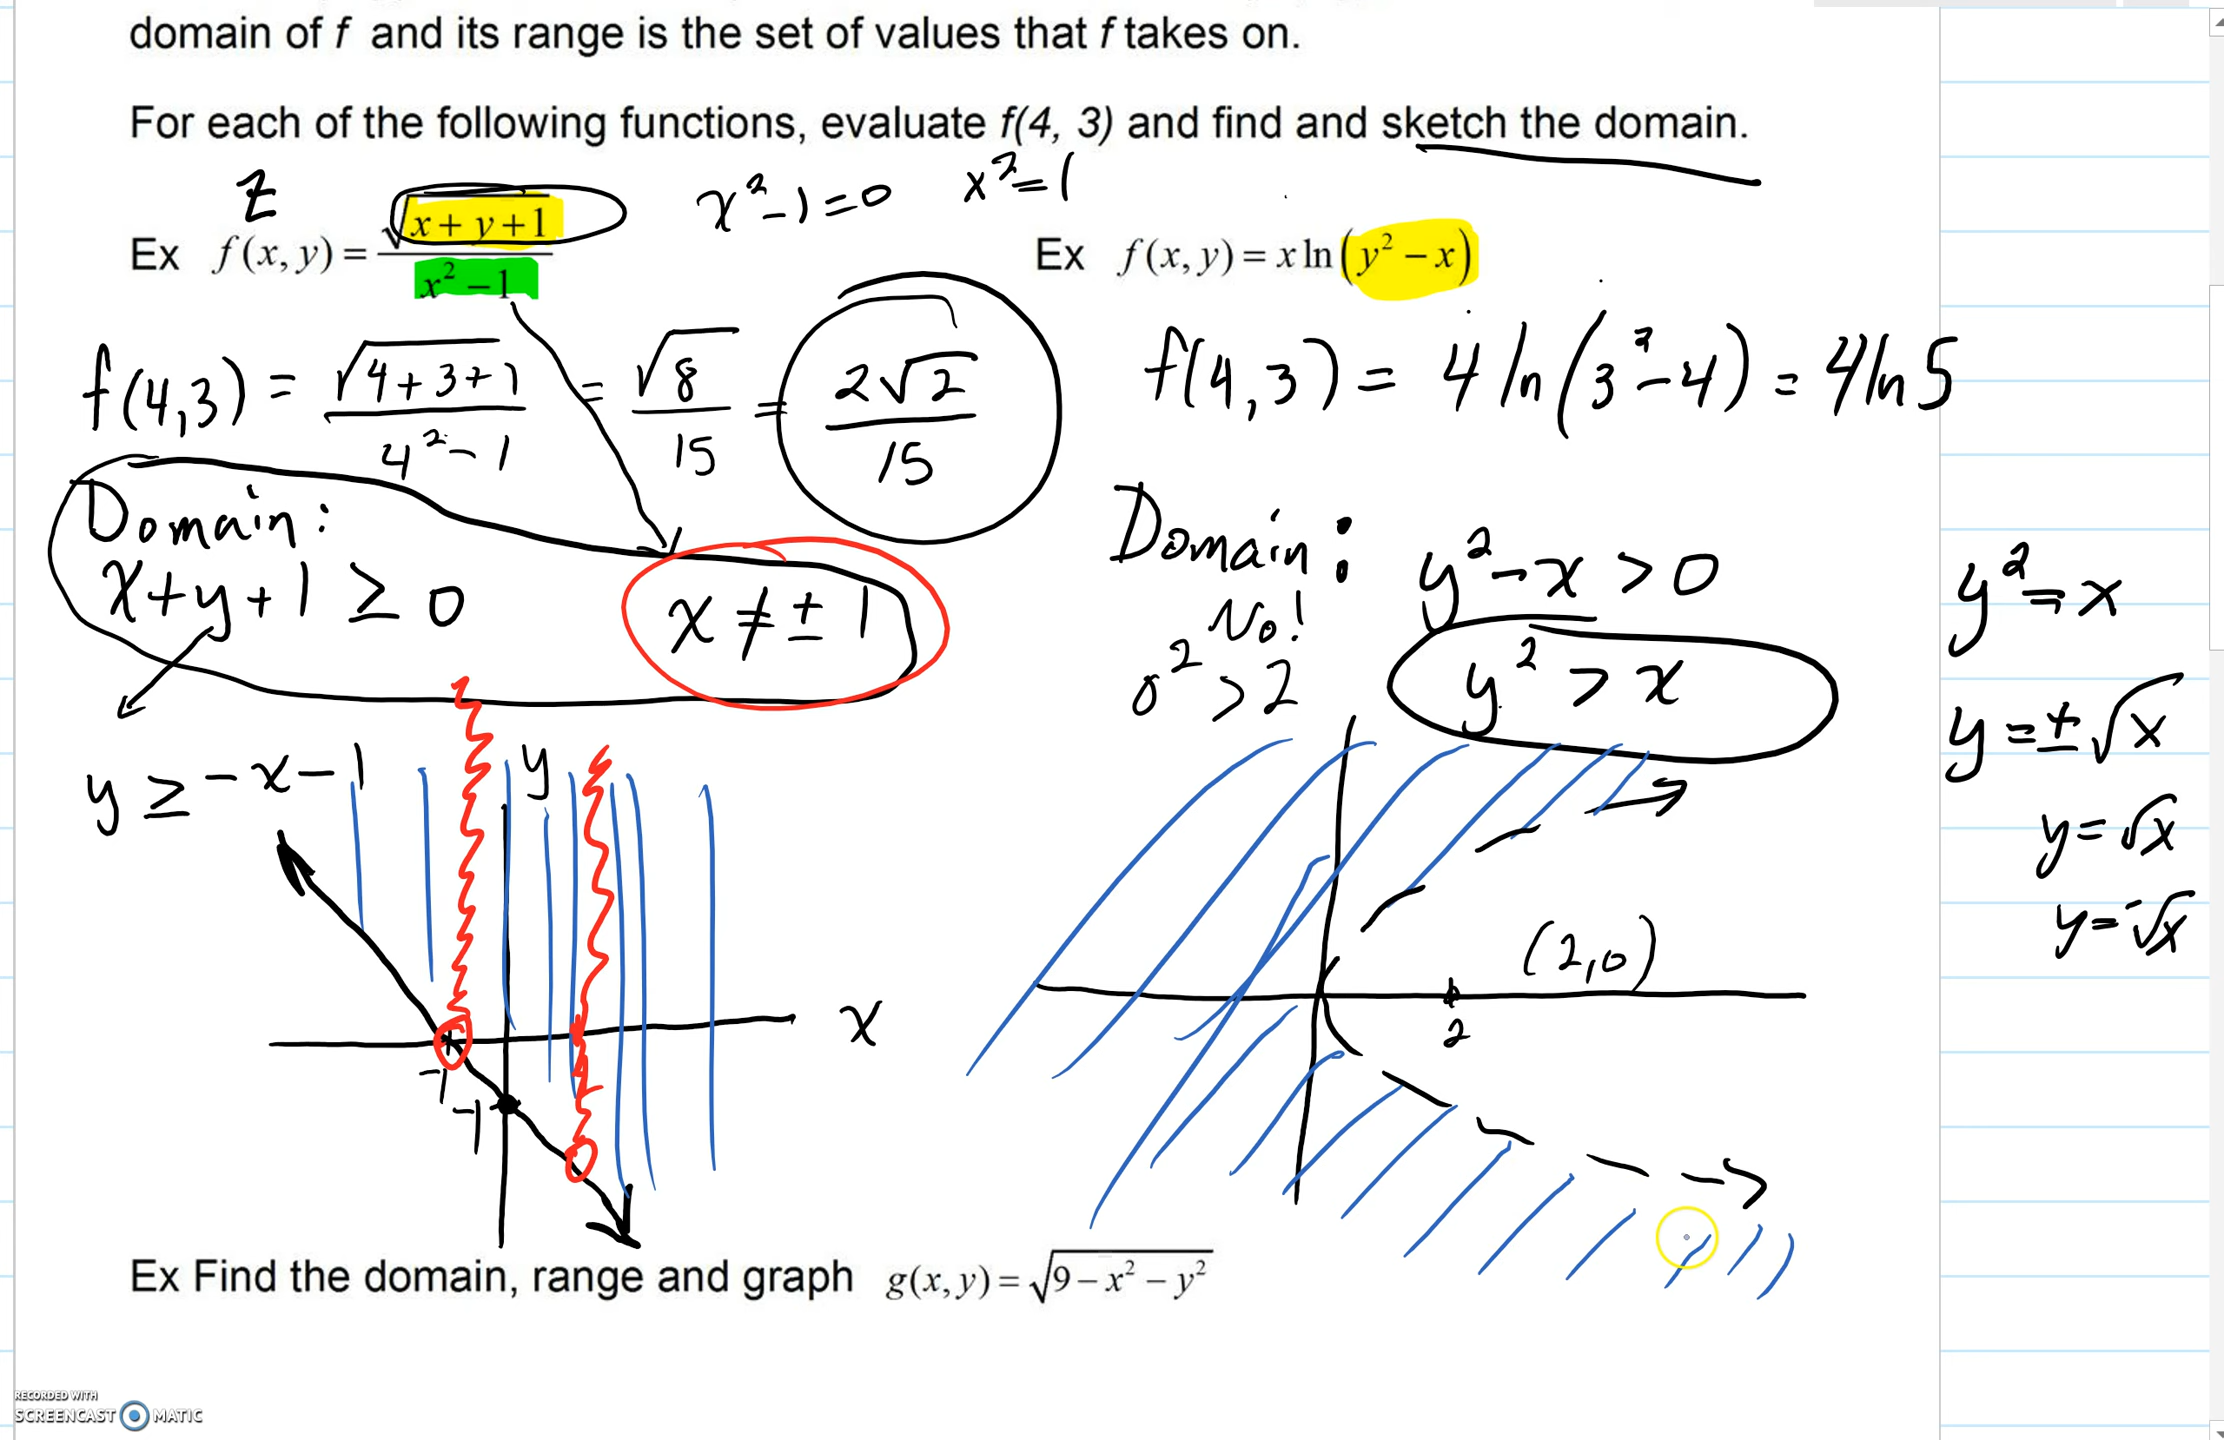 domain of f and its range is the set of values that f takes on.
For each of the following functions, evaluate f(4, 3) and find and sketch the domain.
z
x²-1=0 x²=1
Ex f(x, y) = √(x + y + 1) / (x² − 1)
Ex f(x, y) = x ln(y² − x)
f(4,3) = √(4+3+1) / (4²-1) = √8 / 15 = 2√2 / 15
f(4,3) = 4 ln(3²-4) = 4 ln 5
Domain:
x+y+1 ≥ 0 x ≠ ± 1
y ≥ -x-1
y
x
-1
-1
Domain: y²-x > 0
No!
0² > 2
y² > x
(2,0)
2
y² = x
y = ±√x
y = √x
y = -√x
Ex Find the domain, range and graph g(x, y) = √(9 − x² − y²)
RECORDED WITH
SCREENCAST MATIC